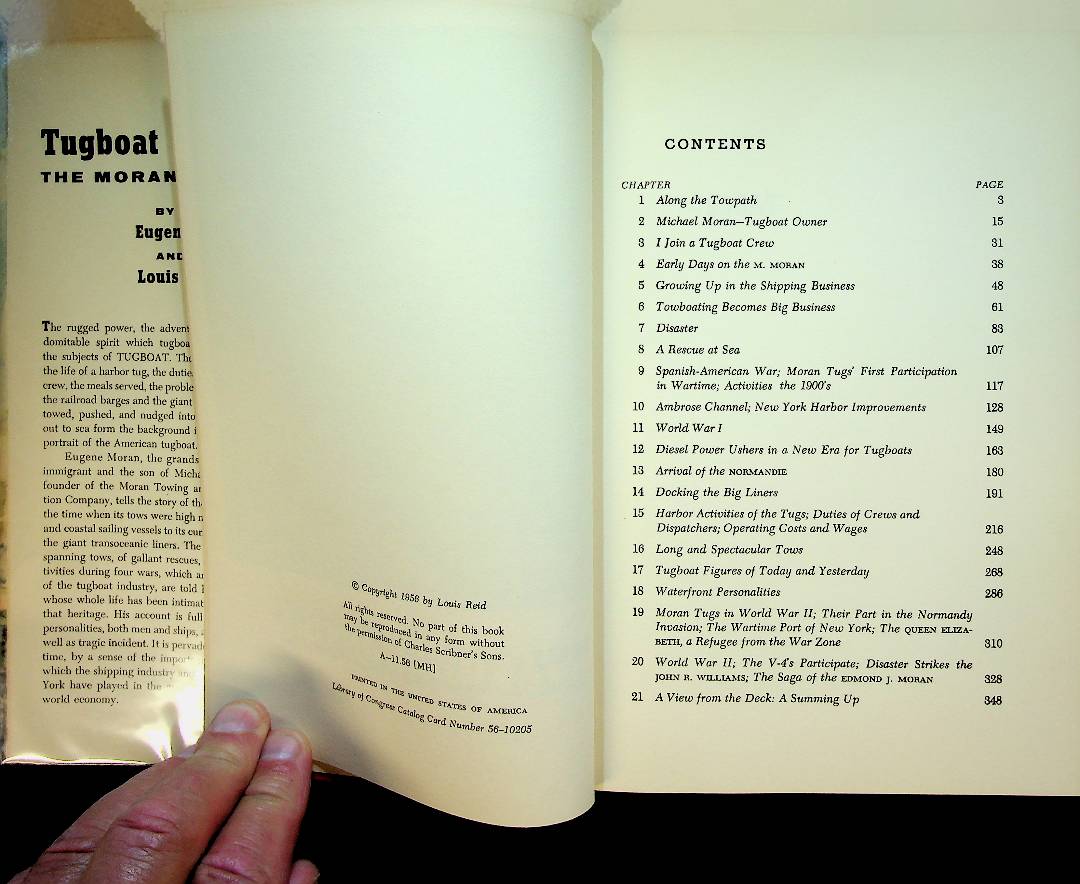 Tugboat
THE MORAN
BY
Eugen
AND
Louis
The rugged power, the advent
domitable spirit which tugboa
the subjects of TUGBOAT. The
the life of a harbor tug, the duties
crew, the meals served, the proble
the railroad barges and the giant
towed, pushed, and nudged into
out to sea form the background i
portrait of the American tugboat.
Eugene Moran, the grands
immigrant and the son of Micha
founder of the Moran Towing an
tion Company, tells the story of th
the time when its tows were high m
and coastal sailing vessels to its cur
the giant transoceanic liners. The
spanning tows, of gallant rescues,
tivities during four wars, which ar
of the tugboat industry, are told
whose whole life has been intimat
that heritage. His account is full
personalities, both men and ships,
well as tragic incident. It is pervad
time, by a sense of the impor
which the shipping industry and
York have played in the
world economy.
© Copyright 1956 by Louis Reid
All rights reserved. No part of this book
may be reproduced in any form without
the permission of Charles Scribner's Sons.
A-11.56 [MH]
PRINTED IN THE UNITED STATES OF AMERICA
Library of Congress Catalog Card Number 56-10205
CONTENTS
CHAPTER PAGE
1 Along the Towpath 3
2 Michael Moran—Tugboat Owner 15
3 I Join a Tugboat Crew 31
4 Early Days on the M. MORAN 38
5 Growing Up in the Shipping Business 48
6 Towboating Becomes Big Business 61
7 Disaster 83
8 A Rescue at Sea 107
9 Spanish-American War; Moran Tugs' First Participation
in Wartime; Activities the 1900's 117
10 Ambrose Channel; New York Harbor Improvements 128
11 World War I 149
12 Diesel Power Ushers in a New Era for Tugboats 163
13 Arrival of the NORMANDIE 180
14 Docking the Big Liners 191
15 Harbor Activities of the Tugs; Duties of Crews and
Dispatchers; Operating Costs and Wages 216
16 Long and Spectacular Tows 248
17 Tugboat Figures of Today and Yesterday 268
18 Waterfront Personalities 286
19 Moran Tugs in World War II; Their Part in the Normandy
Invasion; The Wartime Port of New York; The QUEEN ELIZA-
BETH, a Refugee from the War Zone 310
20 World War II; The V-4's Participate; Disaster Strikes the
JOHN R. WILLIAMS; The Saga of the EDMOND J. MORAN 328
21 A View from the Deck: A Summing Up 348